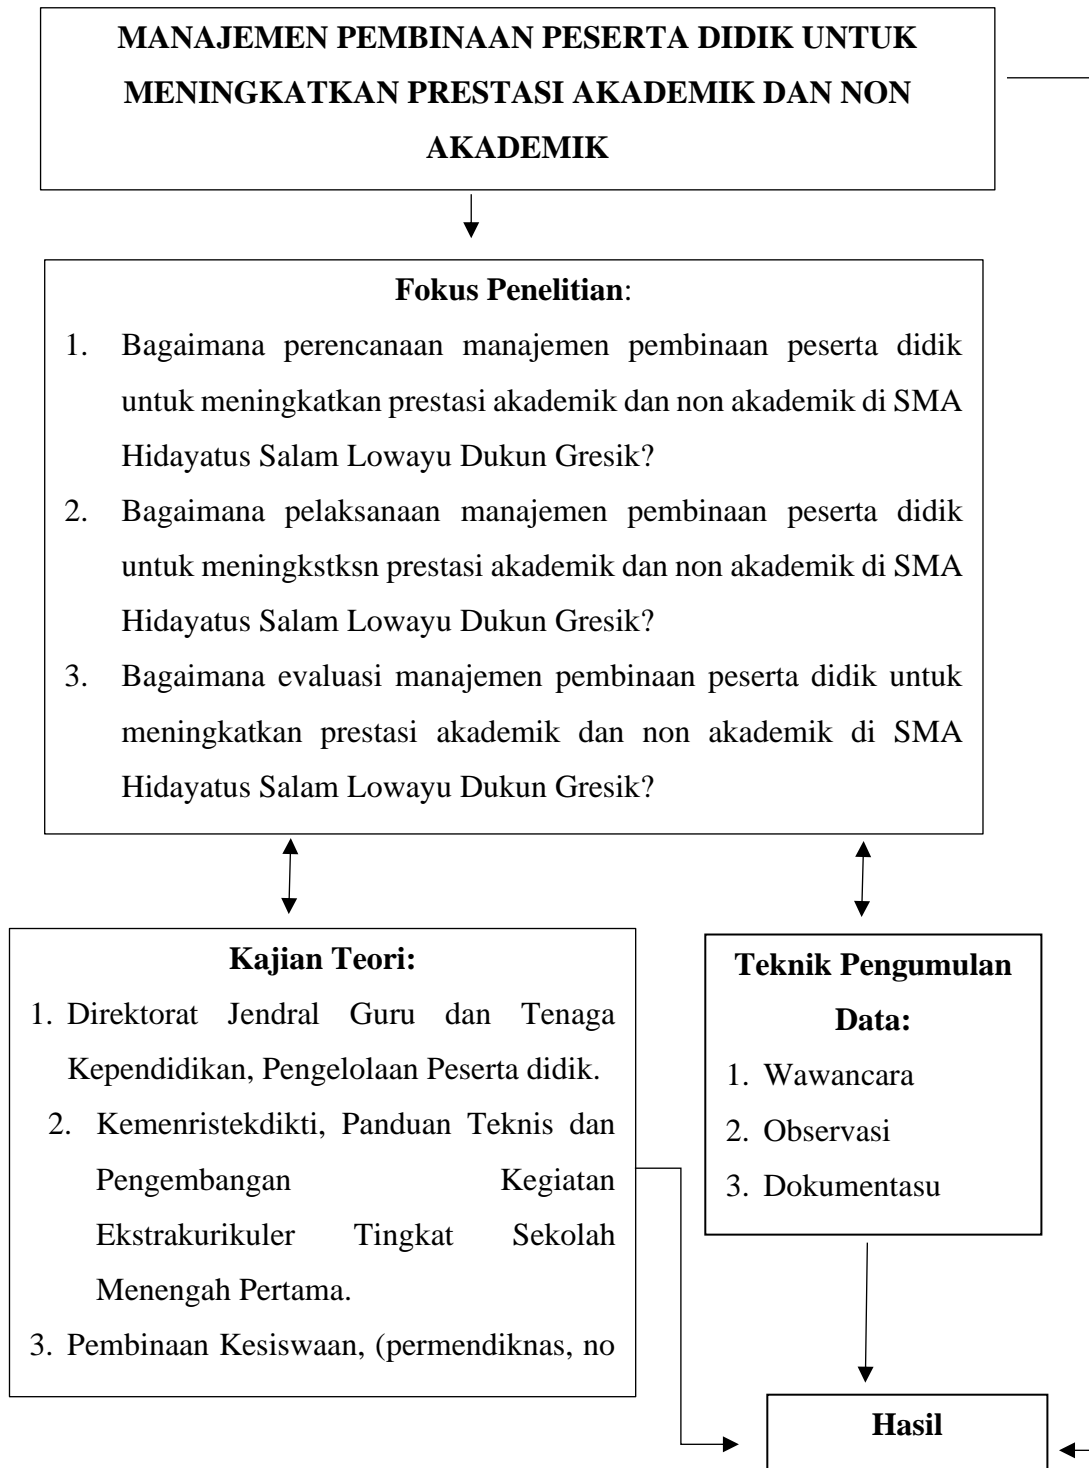 MANAJEMEN PEMBINAAN PESERTA DIDIK UNTUK
MENINGKATKAN PRESTASI AKADEMIK DAN NON
AKADEMIK
Fokus Penelitian:
1. Bagaimana perencanaan manajemen pembinaan peserta didik
untuk meningkatkan prestasi akademik dan non akademik di SMA
Hidayatus Salam Lowayu Dukun Gresik?
2. Bagaimana pelaksanaan manajemen pembinaan peserta didik
untuk meningkstksn prestasi akademik dan non akademik di SMA
Hidayatus Salam Lowayu Dukun Gresik?
3. Bagaimana evaluasi manajemen pembinaan peserta didik untuk
meningkatkan prestasi akademik dan non akademik di SMA
Hidayatus Salam Lowayu Dukun Gresik?
Kajian Teori:
1. Direktorat Jendral Guru dan Tenaga
Kependidikan, Pengelolaan Peserta didik.
2. Kemenristekdikti, Panduan Teknis dan
Pengembangan Kegiatan
Ekstrakurikuler Tingkat Sekolah
Menengah Pertama.
3. Pembinaan Kesiswaan, (permendiknas, no
Teknik Pengumulan
Data:
1. Wawancara
2. Observasi
3. Dokumentasu
Hasil